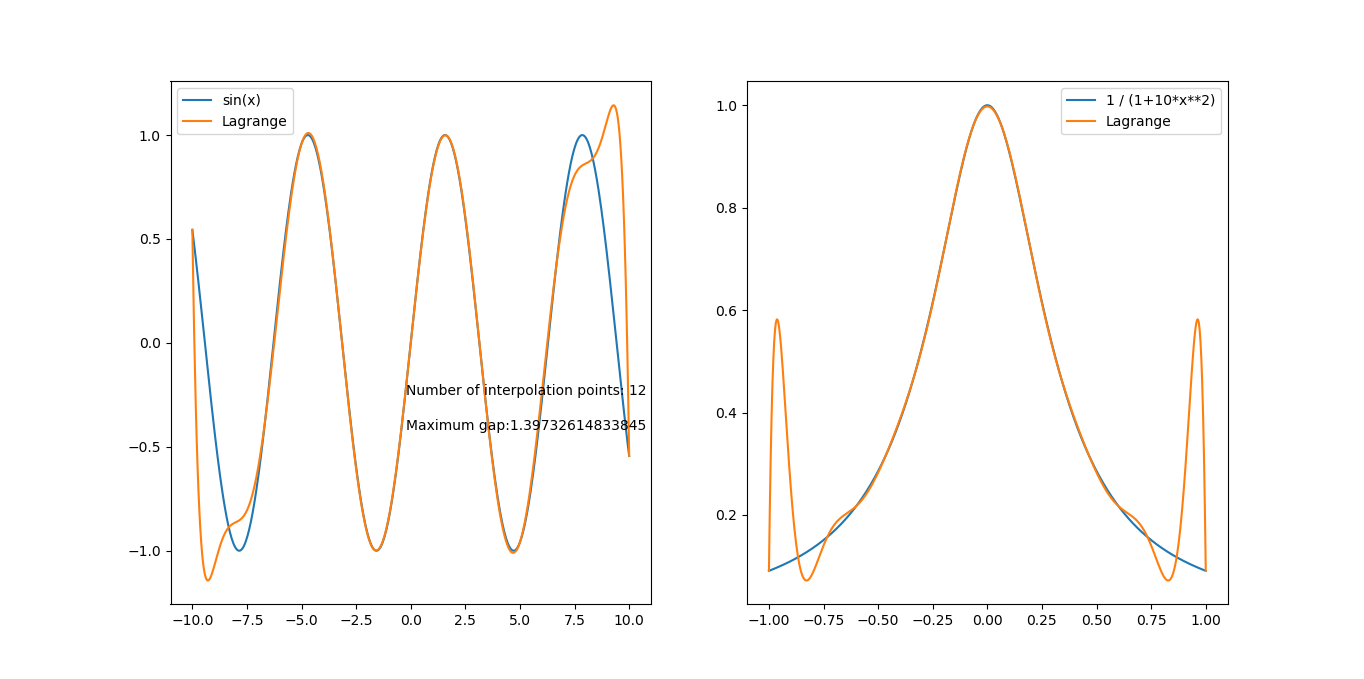 sin(x)
Lagrange
1.0
0.5
0.0
−0.5
−1.0
Number of interpolation points: 12
Maximum gap:1.39732614833845
−10.0 −7.5 −5.0 −2.5 0.0 2.5 5.0 7.5 10.0
1 / (1+10*x**2)
Lagrange
1.0
0.8
0.6
0.4
0.2
−1.00 −0.75 −0.50 −0.25 0.00 0.25 0.50 0.75 1.00